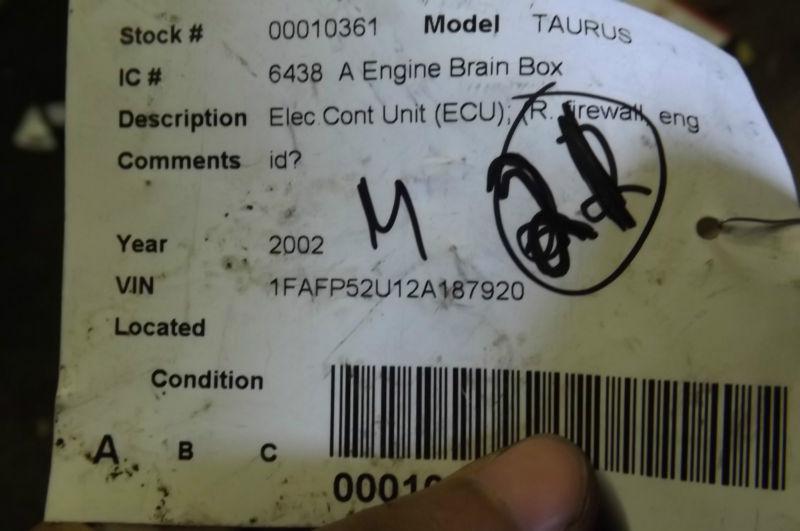 Stock # 00010361 Model TAURUS
IC # 6438 A Engine Brain Box
Description Elec.Cont Unit (ECU); (R. firewall, eng
Comments id?
M
Year 2002
VIN 1FAFP52U12A187920
Located
Condition
A B C
00010